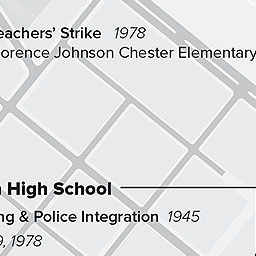 eachers’ Strike 1978
orence Johnson Chester Elementary
High School
ng & Police Integration 1945
, 1978